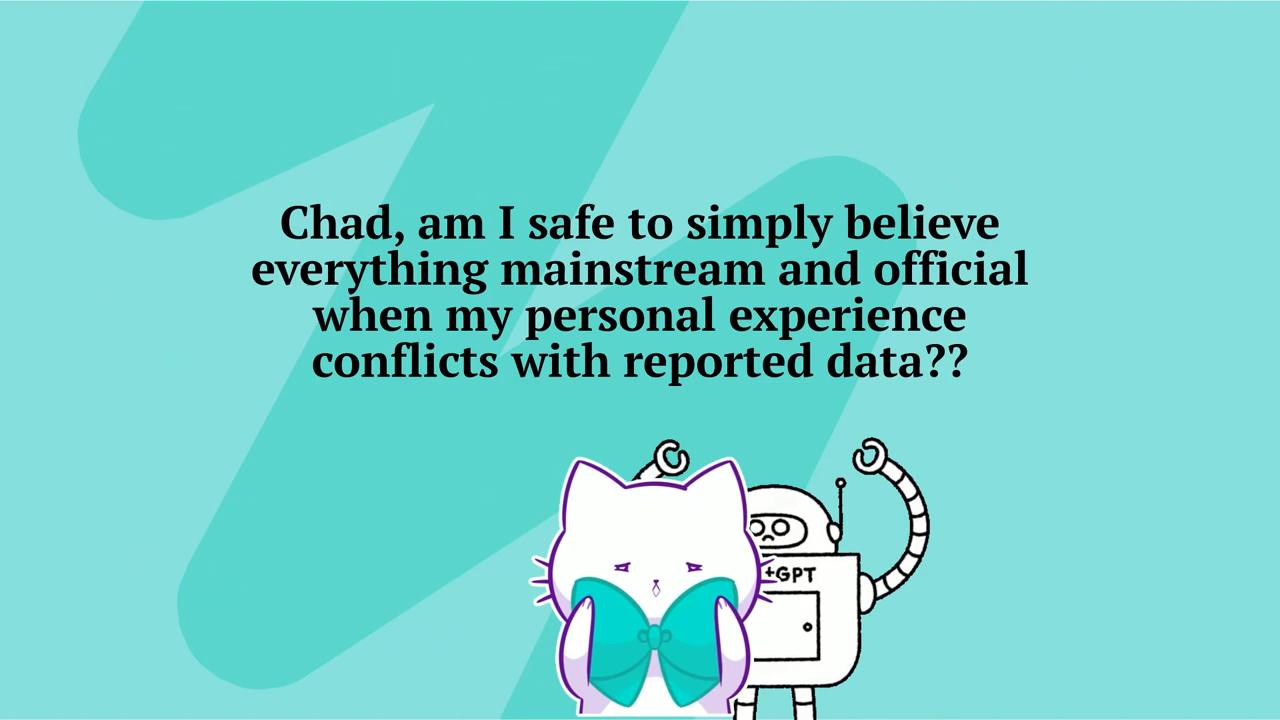 Chad, am I safe to simply believe
everything mainstream and official
when my personal experience
conflicts with reported data??
+GPT